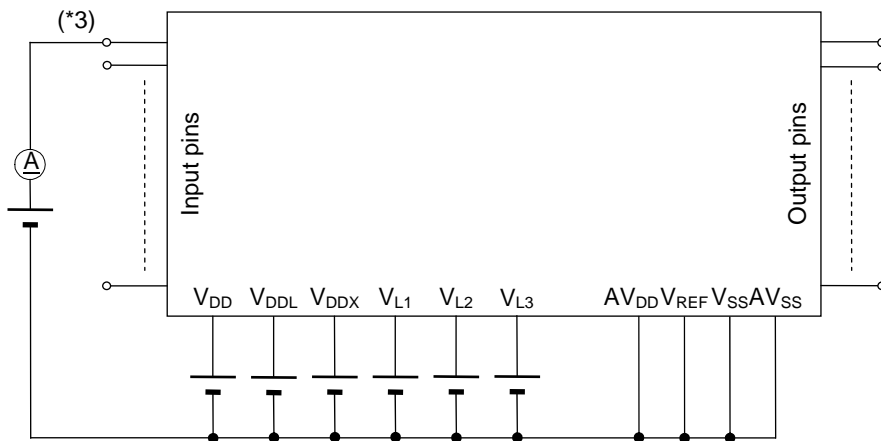 (*3)
A
Input pins
Output pins
VDD VDDL VDDX VL1 VL2 VL3 AVDD VREF VSS AVSS